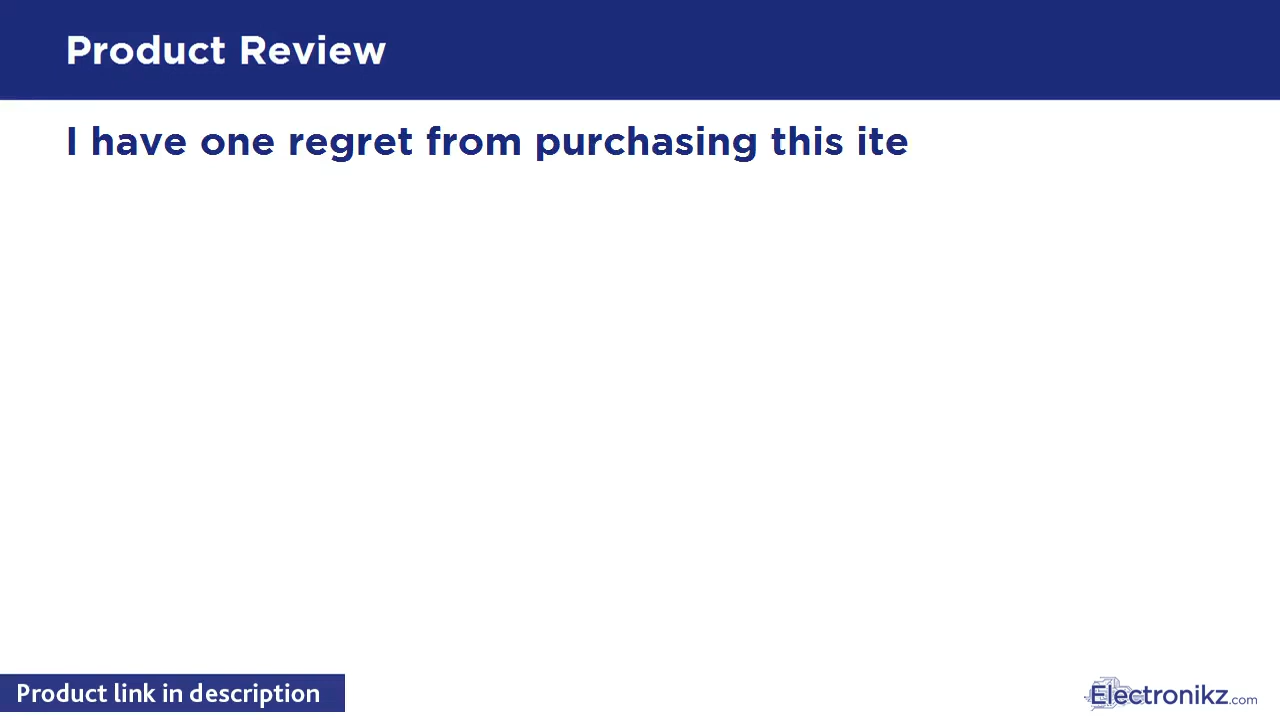 Product Review
I have one regret from purchasing this ite
Product link in description
Electronikz.com